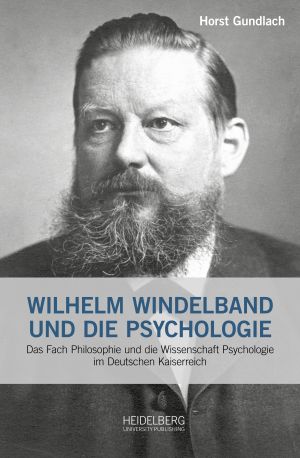 Horst Gundlach
WILHELM WINDELBAND
UND DIE PSYCHOLOGIE
Das Fach Philosophie und die Wissenschaft Psychologie
im Deutschen Kaiserreich
HEIDELBERG
UNIVERSITY PUBLISHING